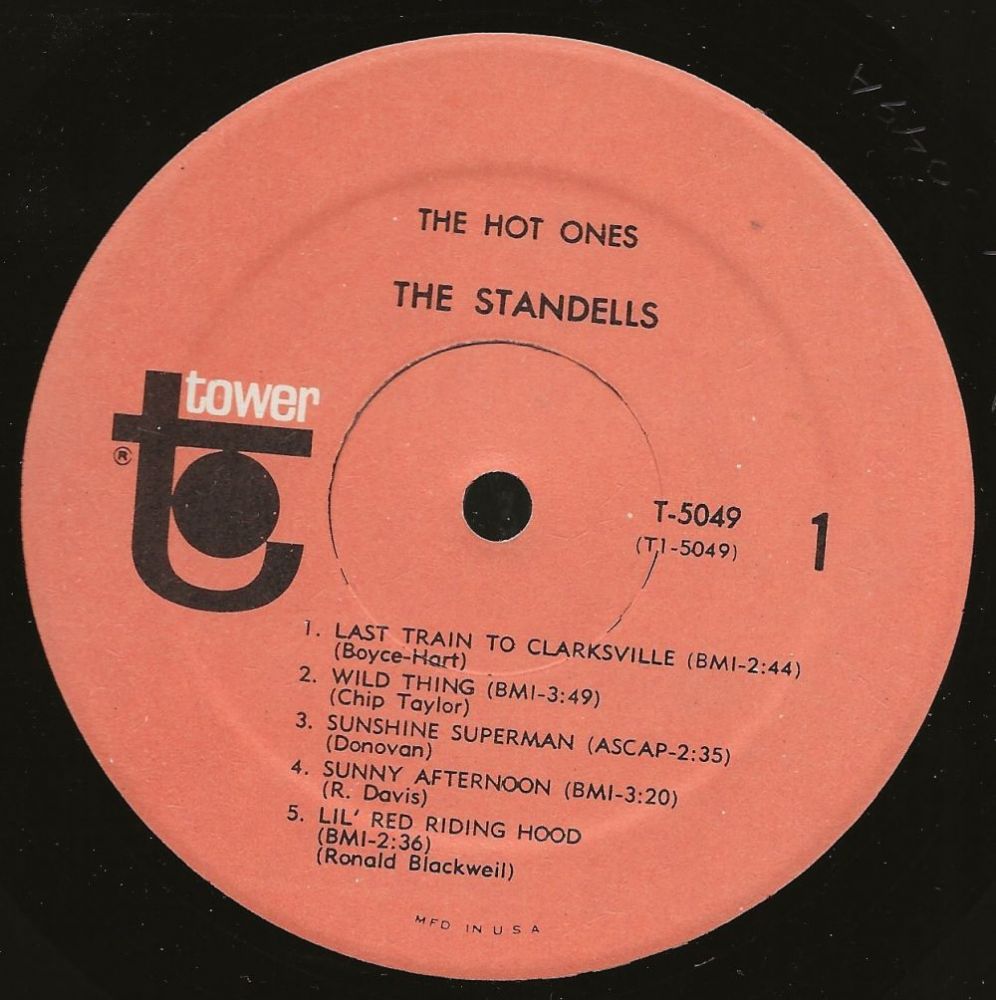 THE HOT ONES
THE STANDELLS
tower
®
T-5049
(T1-5049)
1
1. LAST TRAIN TO CLARKSVILLE (BMI-2:44)
(Boyce-Hart)
2. WILD THING (BMI-3:49)
(Chip Taylor)
3. SUNSHINE SUPERMAN (ASCAP-2:35)
(Donovan)
4. SUNNY AFTERNOON (BMI-3:20)
(R. Davis)
5. LIL' RED RIDING HOOD
(BMI-2:36)
(Ronald Blackweil)
MFD IN U S A